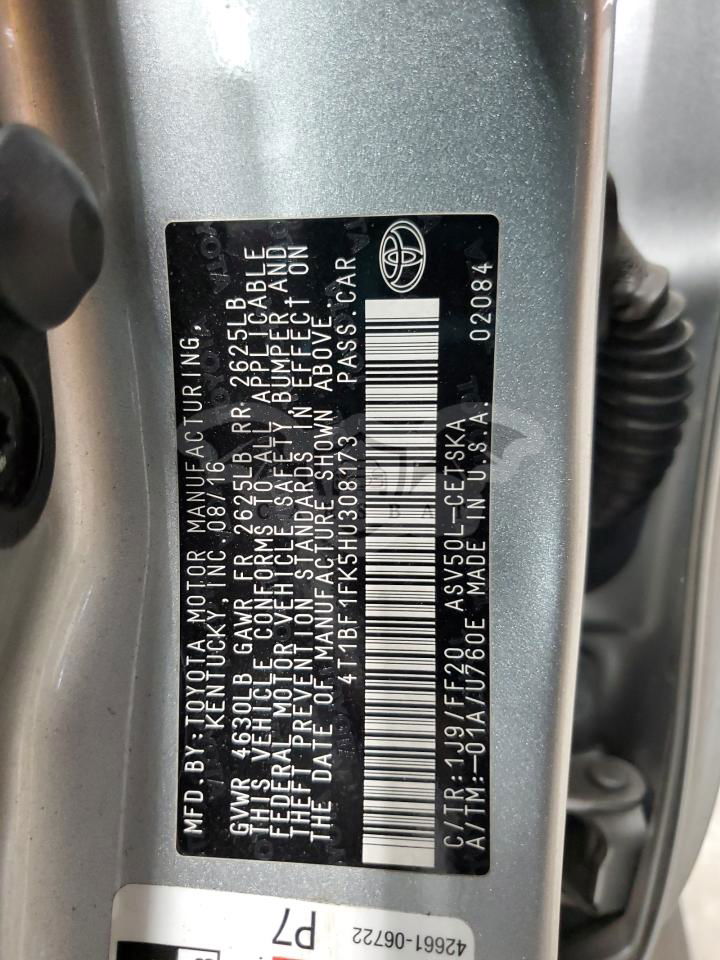 MFD.BY:TOYOTA MOTOR MANUFACTURING,
KENTUCKY, INC 08/16
GVWR 4630LB GAWR FR 2625LB RR 2625LB
THIS VEHICLE CONFORMS TO ALL APPLICABLE
FEDERAL MOTOR VEHICLE SAFETY, BUMPER, AND
THEFT PREVENTION STANDARDS IN EFFECT ON
THE DATE OF MANUFACTURE SHOWN ABOVE.
4T1BF1FK5HU308173 PASS.CAR
C/TR:1J9/FF20 ASV50L-CETSKA
A/TM:-01A/U760E MADE IN U.S.A. 02084
P7
42661-06722